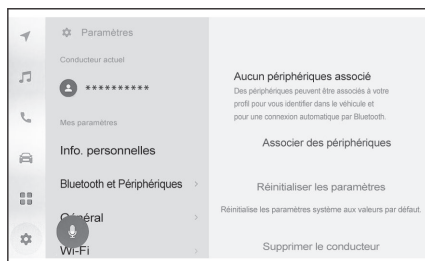 Paramètres
Conducteur actuel
**********
Mes paramètres
Info. personnelles
Bluetooth et Périphériques
Général
Wi-Fi
Aucun périphériques associé
Des périphériques peuvent être associés à votre
profil pour vous identifier dans le véhicule et
pour une connexion automatique par Bluetooth.
Associer des périphériques
Réinitialiser les paramètres
Réinitialise les paramètres système aux valeurs par défaut.
Supprimer le conducteur